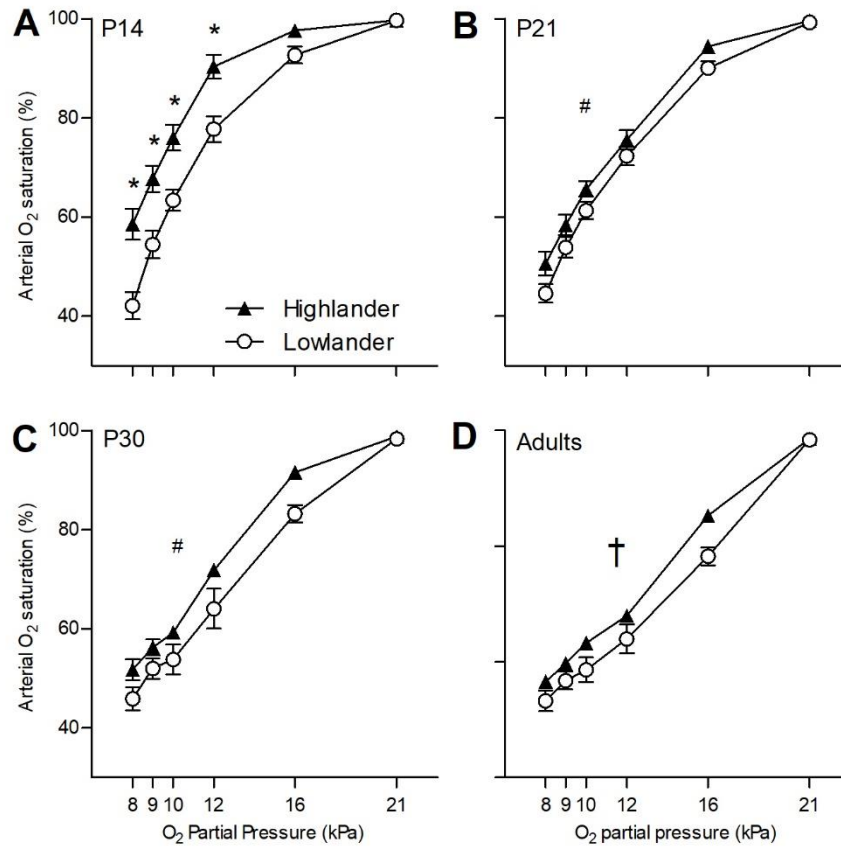 A P14
* * * * *
100
80
60
40
Arterial O₂ saturation (%)
Highlander
Lowlander
B P21
#
C P30
#
100
80
60
40
Arterial O₂ saturation (%)
8 9 10 12 16 21
O₂ Partial Pressure (kPa)
D Adults
†
8 9 10 12 16 21
O₂ partial pressure (kPa)